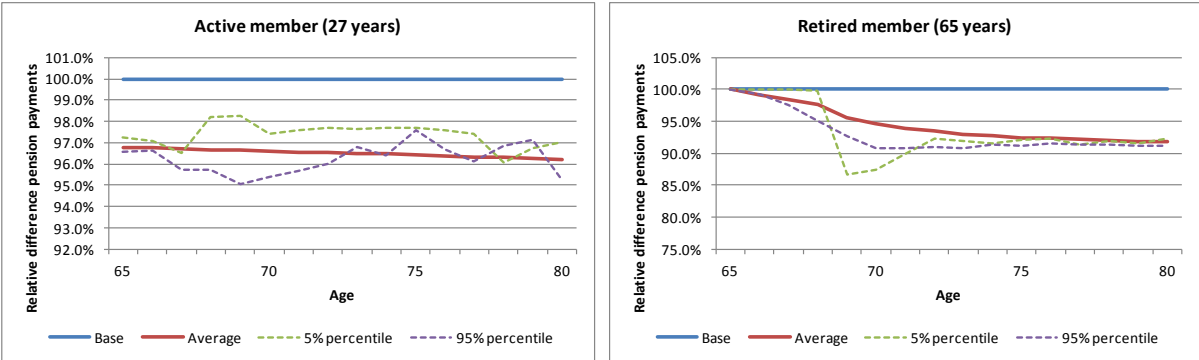 Active member (27 years)
Relative difference pension payments
101.0%
100.0%
99.0%
98.0%
97.0%
96.0%
95.0%
94.0%
93.0%
92.0%
65 70 75 80
Age
Base Average 5% percentile 95% percentile
Retired member (65 years)
Relative difference pension payments
105.0%
100.0%
95.0%
90.0%
85.0%
80.0%
75.0%
65 70 75 80
Age
Base Average 5% percentile 95% percentile